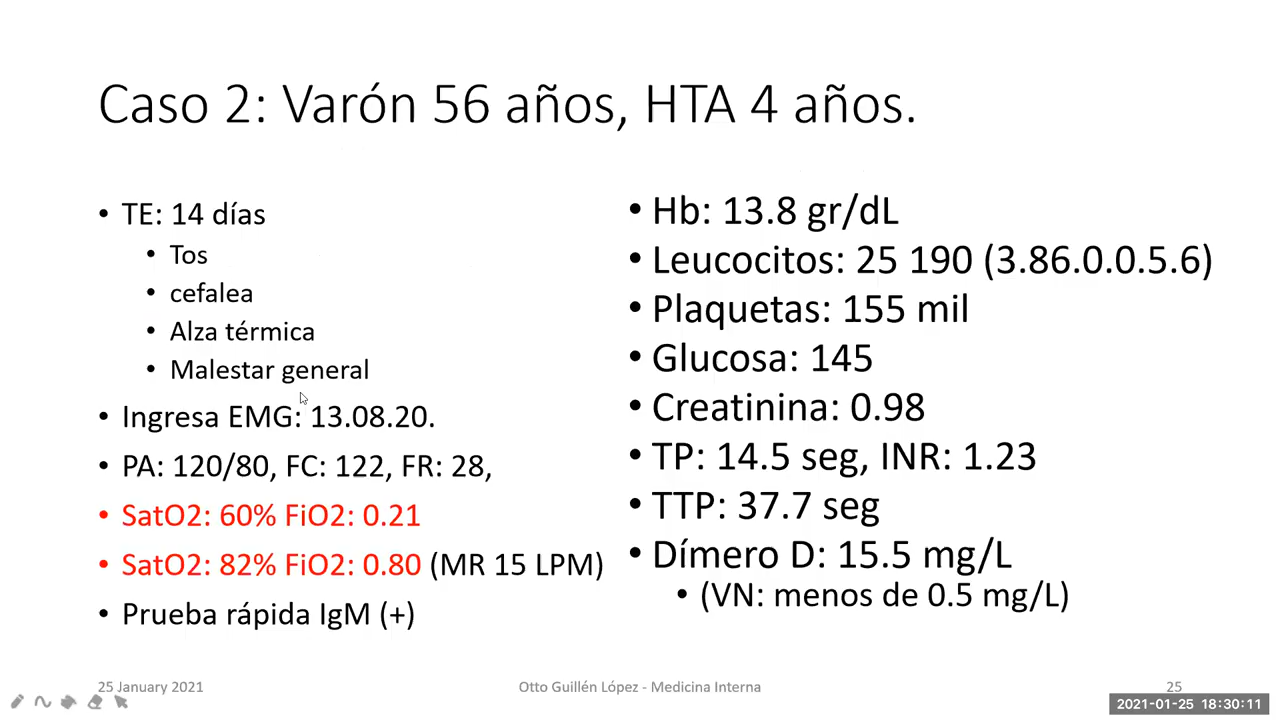 Caso 2: Varón 56 años, HTA 4 años.
• TE: 14 días
• Tos
• cefalea
• Alza térmica
• Malestar general
• Ingresa EMG: 13.08.20.
• PA: 120/80, FC: 122, FR: 28,
• SatO2: 60% FiO2: 0.21
• SatO2: 82% FiO2: 0.80 (MR 15 LPM)
• Prueba rápida IgM (+)
• Hb: 13.8 gr/dL
• Leucocitos: 25 190 (3.86.0.0.5.6)
• Plaquetas: 155 mil
• Glucosa: 145
• Creatinina: 0.98
• TP: 14.5 seg, INR: 1.23
• TTP: 37.7 seg
• Dímero D: 15.5 mg/L
• (VN: menos de 0.5 mg/L)
25 January 2021
Otto Guillén López - Medicina Interna
25
2021-01-25 18:30:11